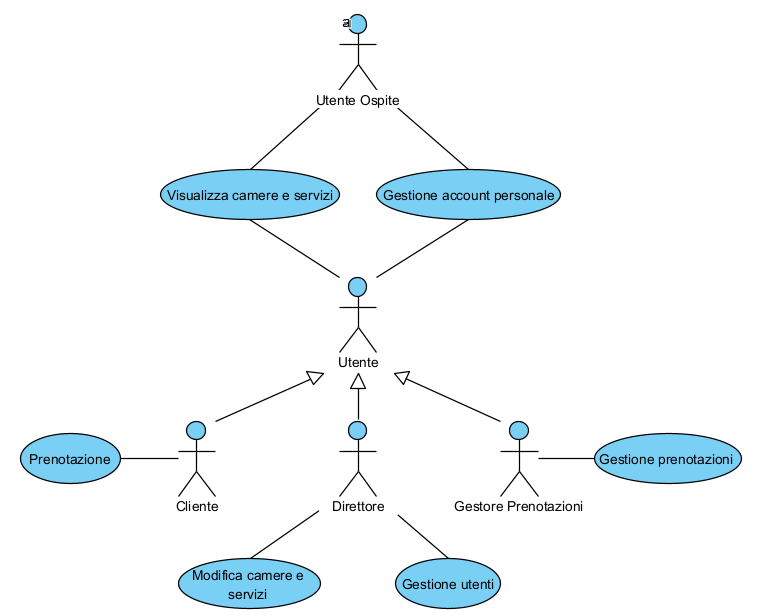 a
Utente Ospite
Visualizza camere e servizi
Gestione account personale
Utente
Prenotazione
Gestione prenotazioni
Cliente
Direttore
Gestore Prenotazioni
Modifica camere e
servizi
Gestione utenti